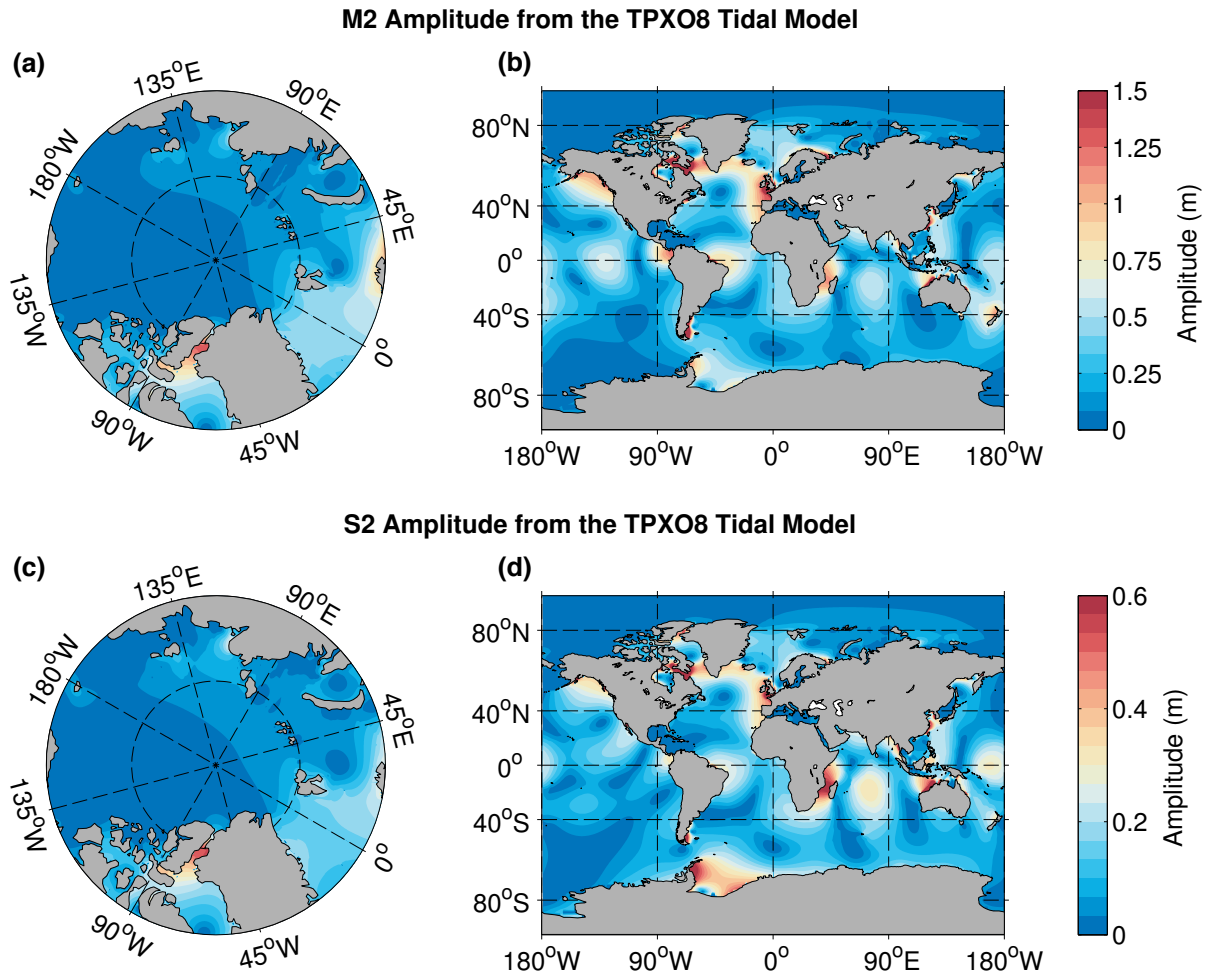 M2 Amplitude from the TPXO8 Tidal Model
(a)
135°E
90°E
180°W
45°E
135°W
0°
90°W
45°W
(b)
80°N
40°N
0°
40°S
80°S
180°W 90°W 0° 90°E 180°W
1.5
1.25
1
0.75
0.5
0.25
0
Amplitude (m)
S2 Amplitude from the TPXO8 Tidal Model
(c)
135°E
90°E
180°W
45°E
135°W
0°
90°W
45°W
(d)
80°N
40°N
0°
40°S
80°S
180°W 90°W 0° 90°E 180°W
0.6
0.4
0.2
0
Amplitude (m)